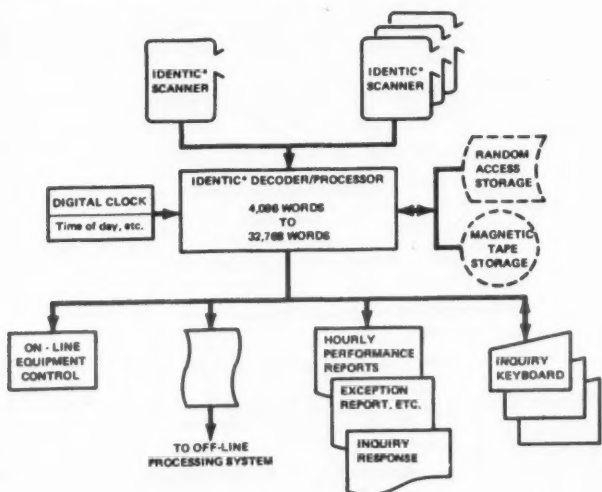 IDENTIC*
SCANNER
IDENTIC*
SCANNER
IDENTIC* DECODER/PROCESSOR
4,096 WORDS
TO
32,768 WORDS
DIGITAL CLOCK
Time of day, etc.
RANDOM
ACCESS
STORAGE
MAGNETIC
TAPE
STORAGE
ON-LINE
EQUIPMENT
CONTROL
TO OFF-LINE
PROCESSING SYSTEM
HOURLY
PERFORMANCE
REPORTS
EXCEPTION
REPORT, ETC.
INQUIRY
RESPONSE
INQUIRY
KEYBOARD